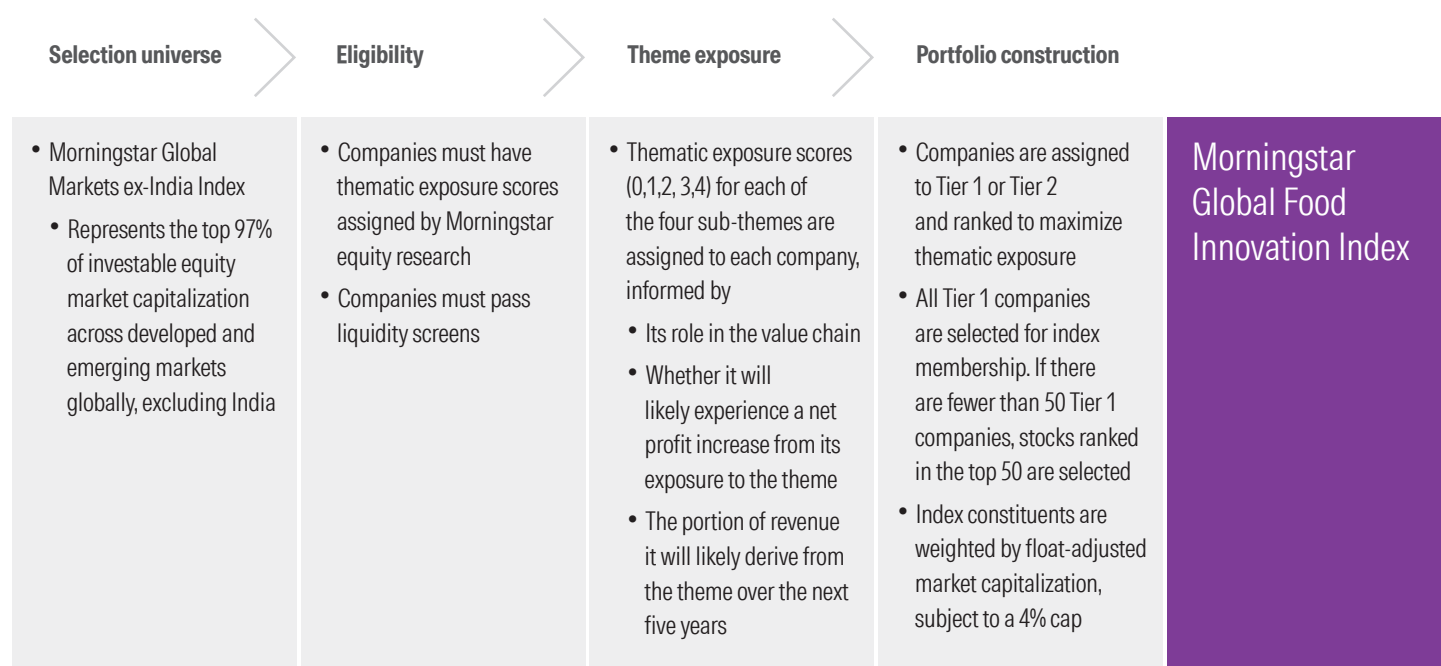 Selection universe
Eligibility
Theme exposure
Portfolio construction
• Morningstar Global
Markets ex-India Index
• Represents the top 97%
of investable equity
market capitalization
across developed and
emerging markets
globally, excluding India
• Companies must have
thematic exposure scores
assigned by Morningstar
equity research
• Companies must pass
liquidity screens
• Thematic exposure scores
(0,1,2, 3,4) for each of
the four sub-themes are
assigned to each company,
informed by
• Its role in the value chain
• Whether it will
likely experience a net
profit increase from its
exposure to the theme
• The portion of revenue
it will likely derive from
the theme over the next
five years
• Companies are assigned
to Tier 1 or Tier 2
and ranked to maximize
thematic exposure
• All Tier 1 companies
are selected for index
membership. If there
are fewer than 50 Tier 1
companies, stocks ranked
in the top 50 are selected
• Index constituents are
weighted by float-adjusted
market capitalization,
subject to a 4% cap
Morningstar
Global Food
Innovation Index